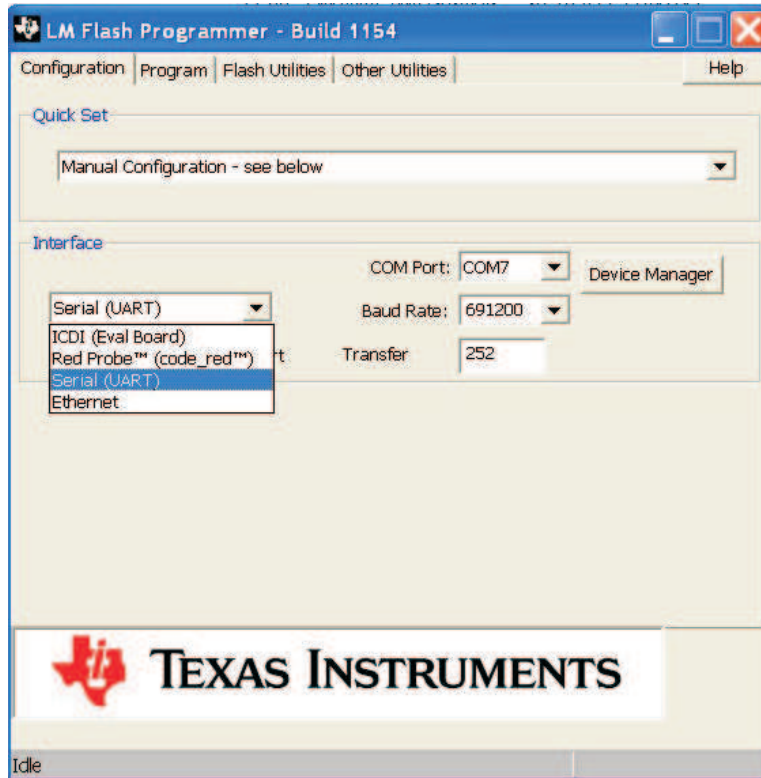 LM Flash Programmer - Build 1154
Configuration Program Flash Utilities Other Utilities Help
Quick Set
Manual Configuration - see below
Interface
COM Port: COM7 Device Manager
Serial (UART) Baud Rate: 691200
ICDI (Eval Board)
Red Probe™ (code_red™) Transfer 252
Serial (UART)
Ethernet
TEXAS INSTRUMENTS
Idle